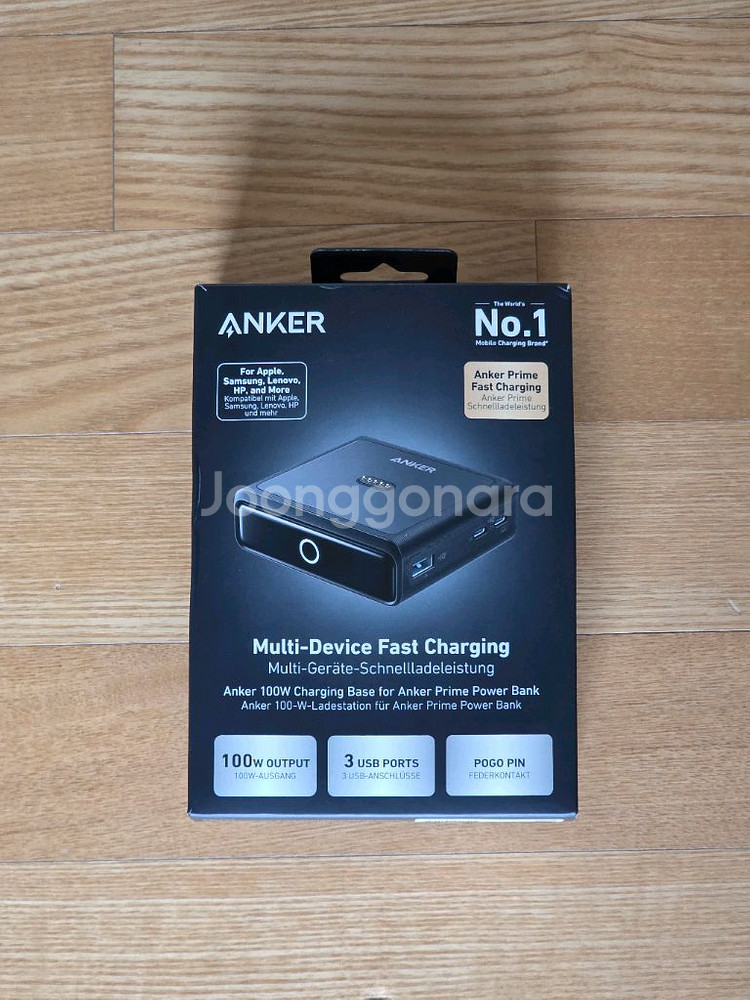 ANKER
The World's
No.1
Mobile Charging Brand*
For Apple,
Samsung, Lenovo,
HP, and More
Kompatibel mit Apple,
Samsung, Lenovo, HP
und mehr
Anker Prime
Fast Charging
Anker Prime
Schnellladeleistung
ANKER
Joonggonara
Multi-Device Fast Charging
Multi-Geräte-Schnellladeleistung
Anker 100W Charging Base for Anker Prime Power Bank
Anker 100-W-Ladestation für Anker Prime Power Bank
100W OUTPUT
100W-AUSGANG
3 USB PORTS
3 USB-ANSCHLÜSSE
POGO PIN
FEDERKONTAKT